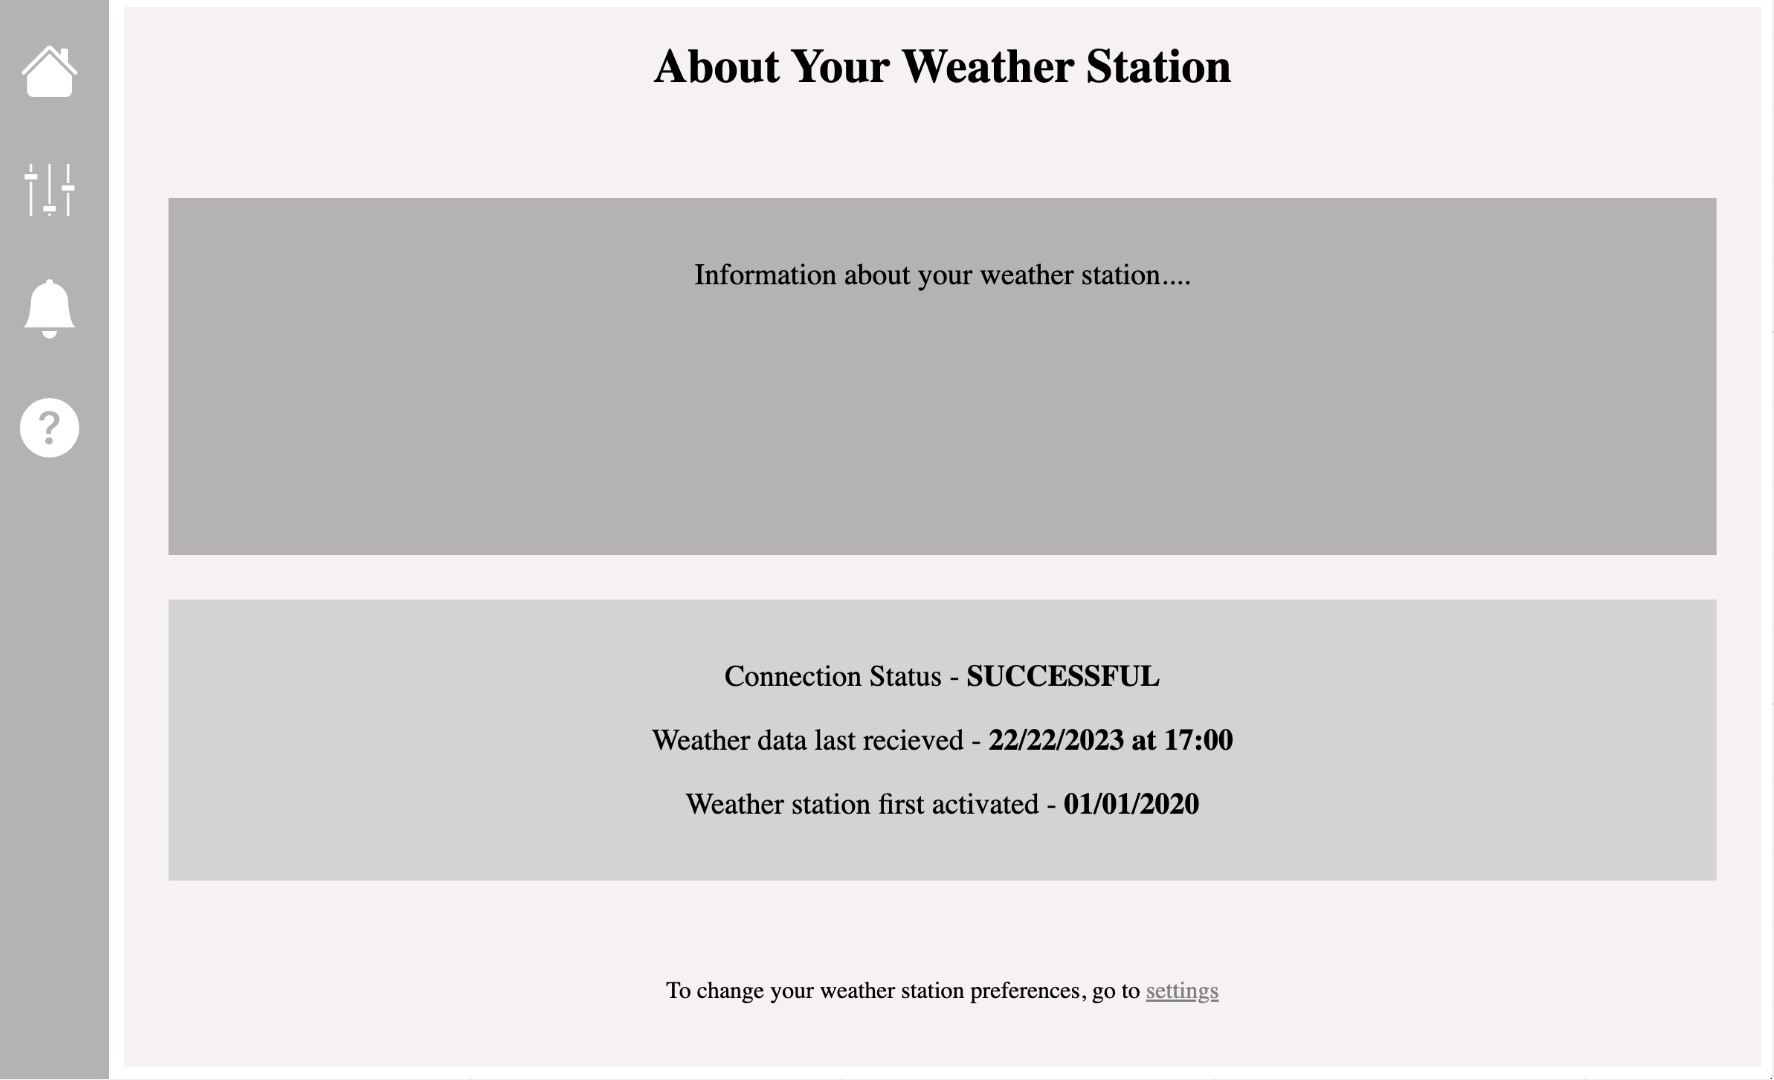 About Your Weather Station
Information about your weather station....
Connection Status - SUCCESSFUL
Weather data last recieved - 22/22/2023 at 17:00
Weather station first activated - 01/01/2020
To change your weather station preferences, go to settings
?